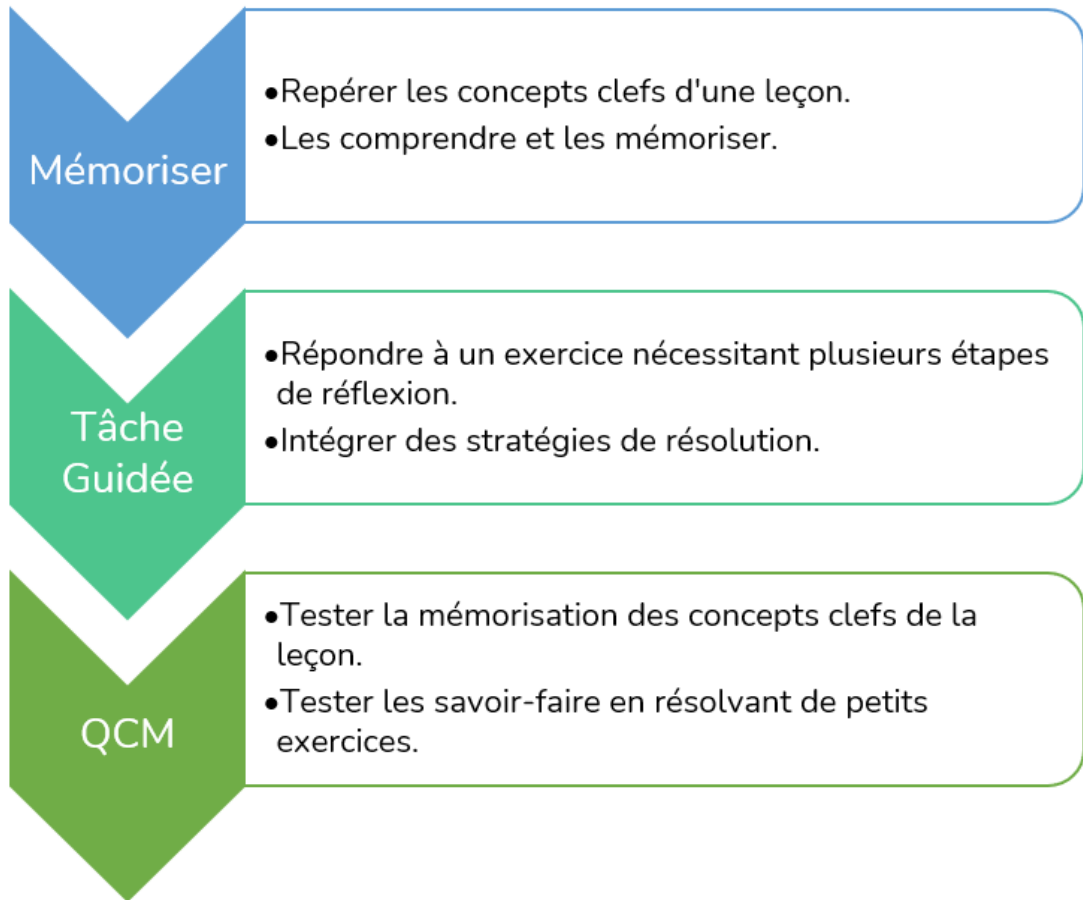 Mémoriser
•Repérer les concepts clefs d'une leçon.
•Les comprendre et les mémoriser.
Tâche
Guidée
•Répondre à un exercice nécessitant plusieurs étapes
de réflexion.
•Intégrer des stratégies de résolution.
QCM
•Tester la mémorisation des concepts clefs de la
leçon.
•Tester les savoir-faire en résolvant de petits
exercices.